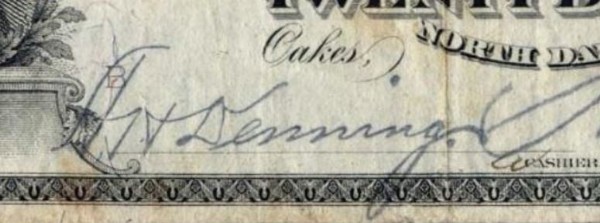 TWENTY D
Oakes,
NORTH DA
B
T H Denning
CASHIER